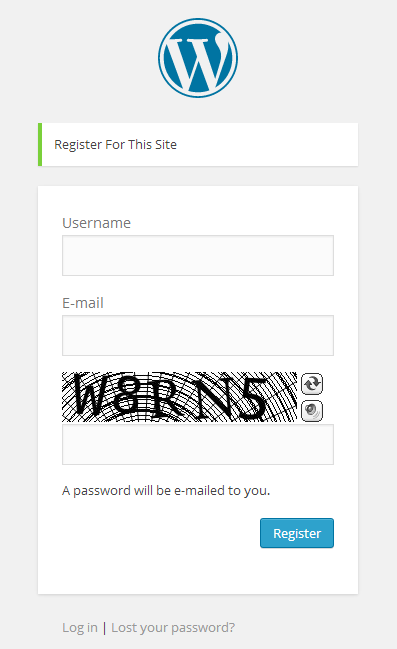 W
Register For This Site
Username
E-mail
W8RN5
A password will be e-mailed to you.
Register
Log in | Lost your password?